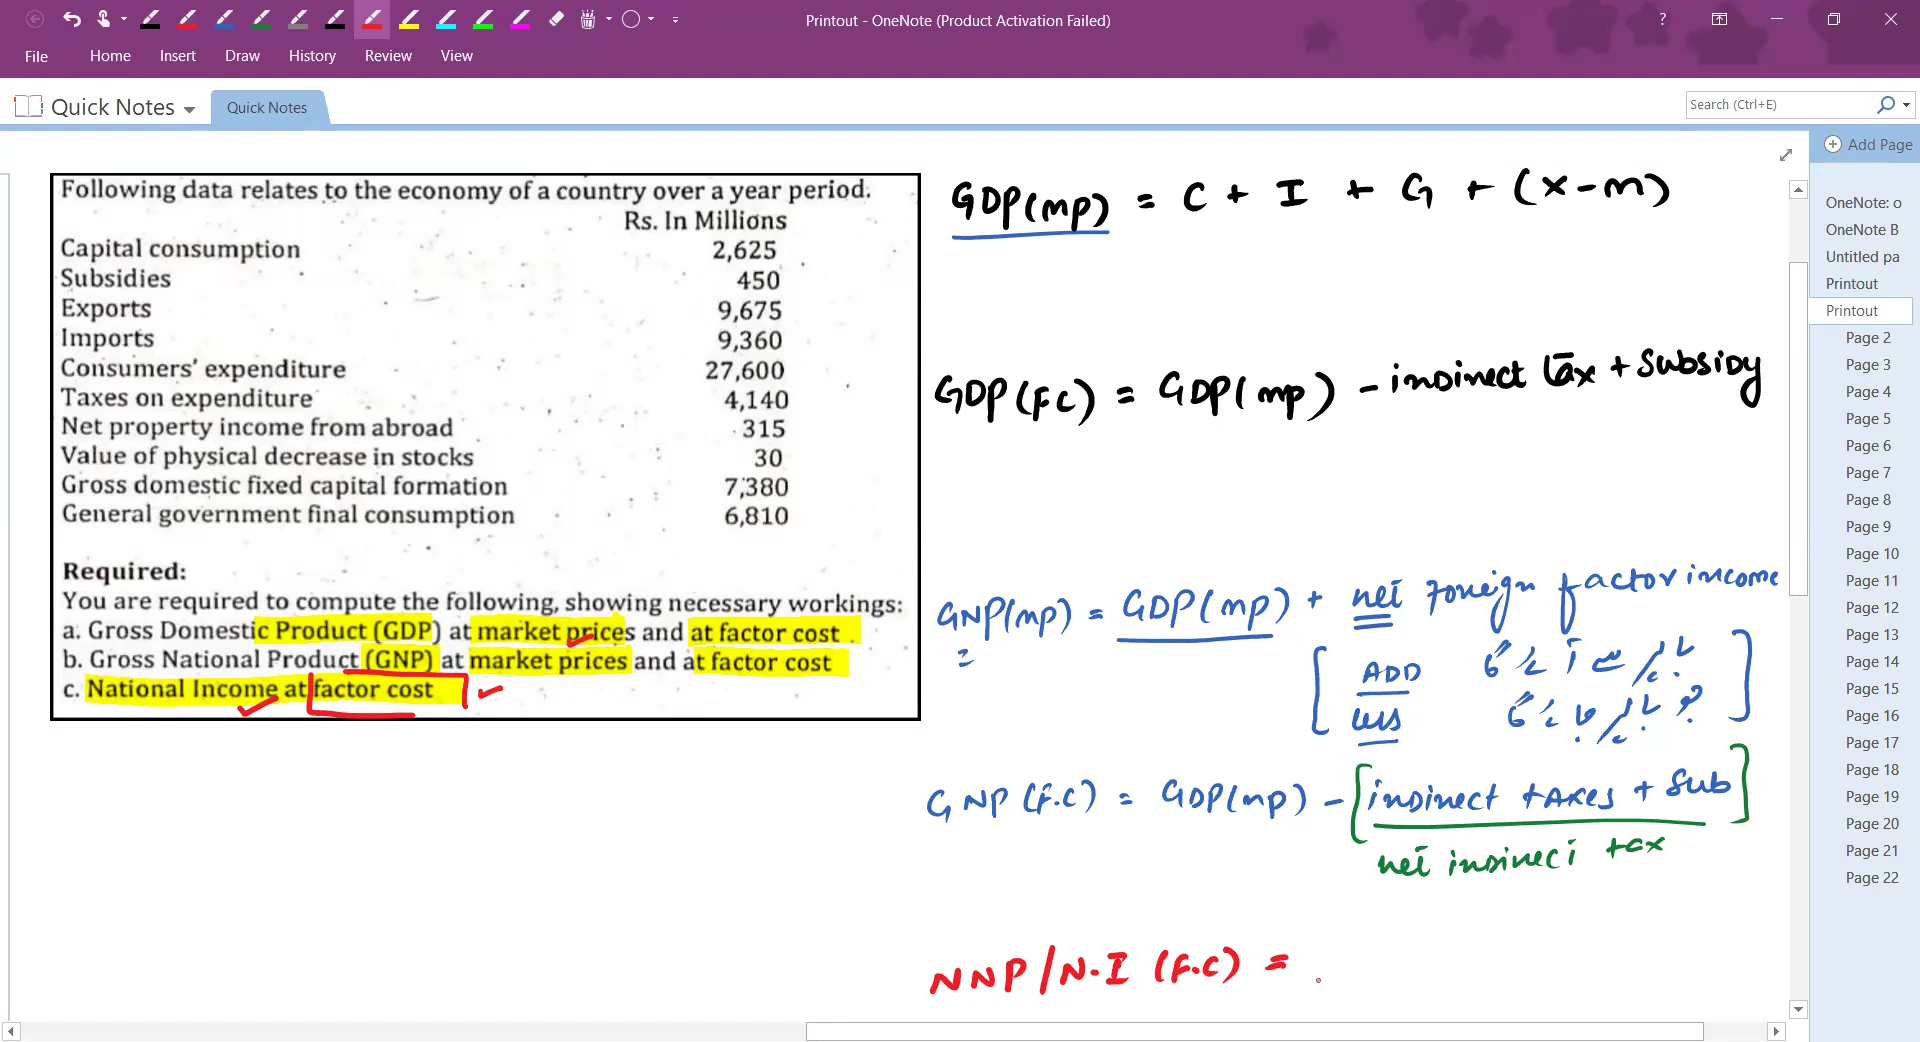 Printout - OneNote (Product Activation Failed)
?
File Home Insert Draw History Review View
Quick Notes
Quick Notes
Search (Ctrl+E)
Add Page
Following data relates to the economy of a country over a year period.
Rs. In Millions
Capital consumption 2,625
Subsidies 450
Exports 9,675
Imports 9,360
Consumers' expenditure 27,600
Taxes on expenditure 4,140
Net property income from abroad 315
Value of physical decrease in stocks 30
Gross domestic fixed capital formation 7,380
General government final consumption 6,810
Required:
You are required to compute the following, showing necessary workings:
a. Gross Domestic Product (GDP) at market prices and at factor cost
b. Gross National Product (GNP) at market prices and at factor cost
c. National Income at factor cost
GDP(mp) = C + I + G + (x-m)
GDP(FC) = GDP(mp) - indirect tax + subsidy
GNP(mp) = GDP(mp) + net foreign factor income
=
[ ADD باہر سے آئے گا ]
[ less جو باہر جائے گا ]
GNP (F.C) = GDP(mp) - [indirect taxes + sub]
net indirect tax
NNP/N.I (F.C) =
OneNote: o
OneNote B
Untitled pa
Printout
Printout
Page 2
Page 3
Page 4
Page 5
Page 6
Page 7
Page 8
Page 9
Page 10
Page 11
Page 12
Page 13
Page 14
Page 15
Page 16
Page 17
Page 18
Page 19
Page 20
Page 21
Page 22